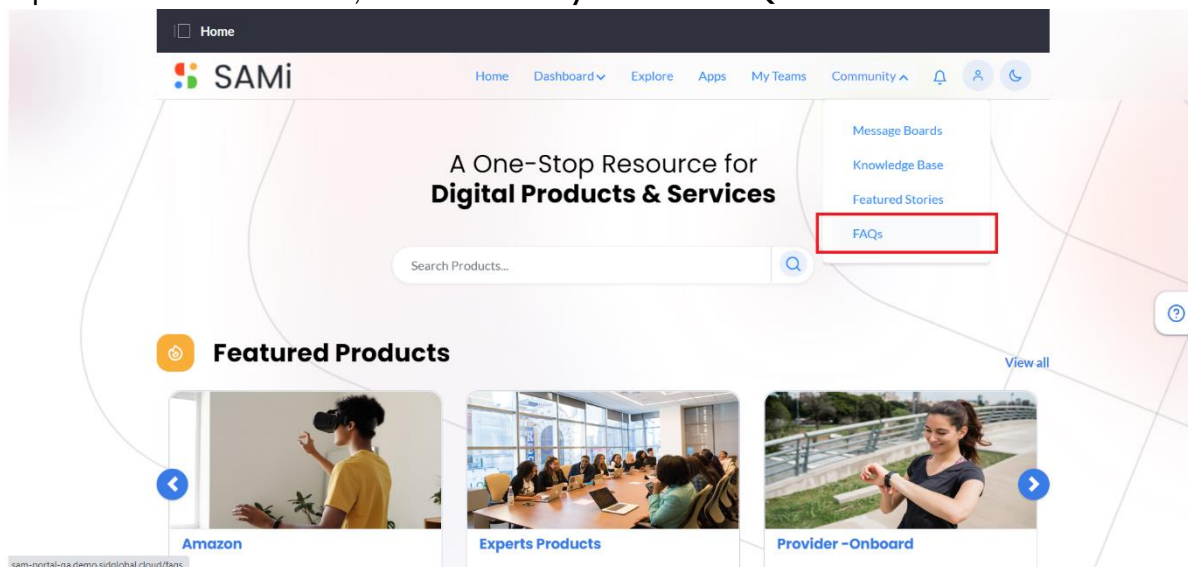 Home
SAMi
Home Dashboard Explore Apps My Teams Community
Message Boards
Knowledge Base
Featured Stories
FAQs
A One-Stop Resource for
Digital Products & Services
Search Products...
Featured Products
View all
Amazon
Experts Products
Provider -Onboard